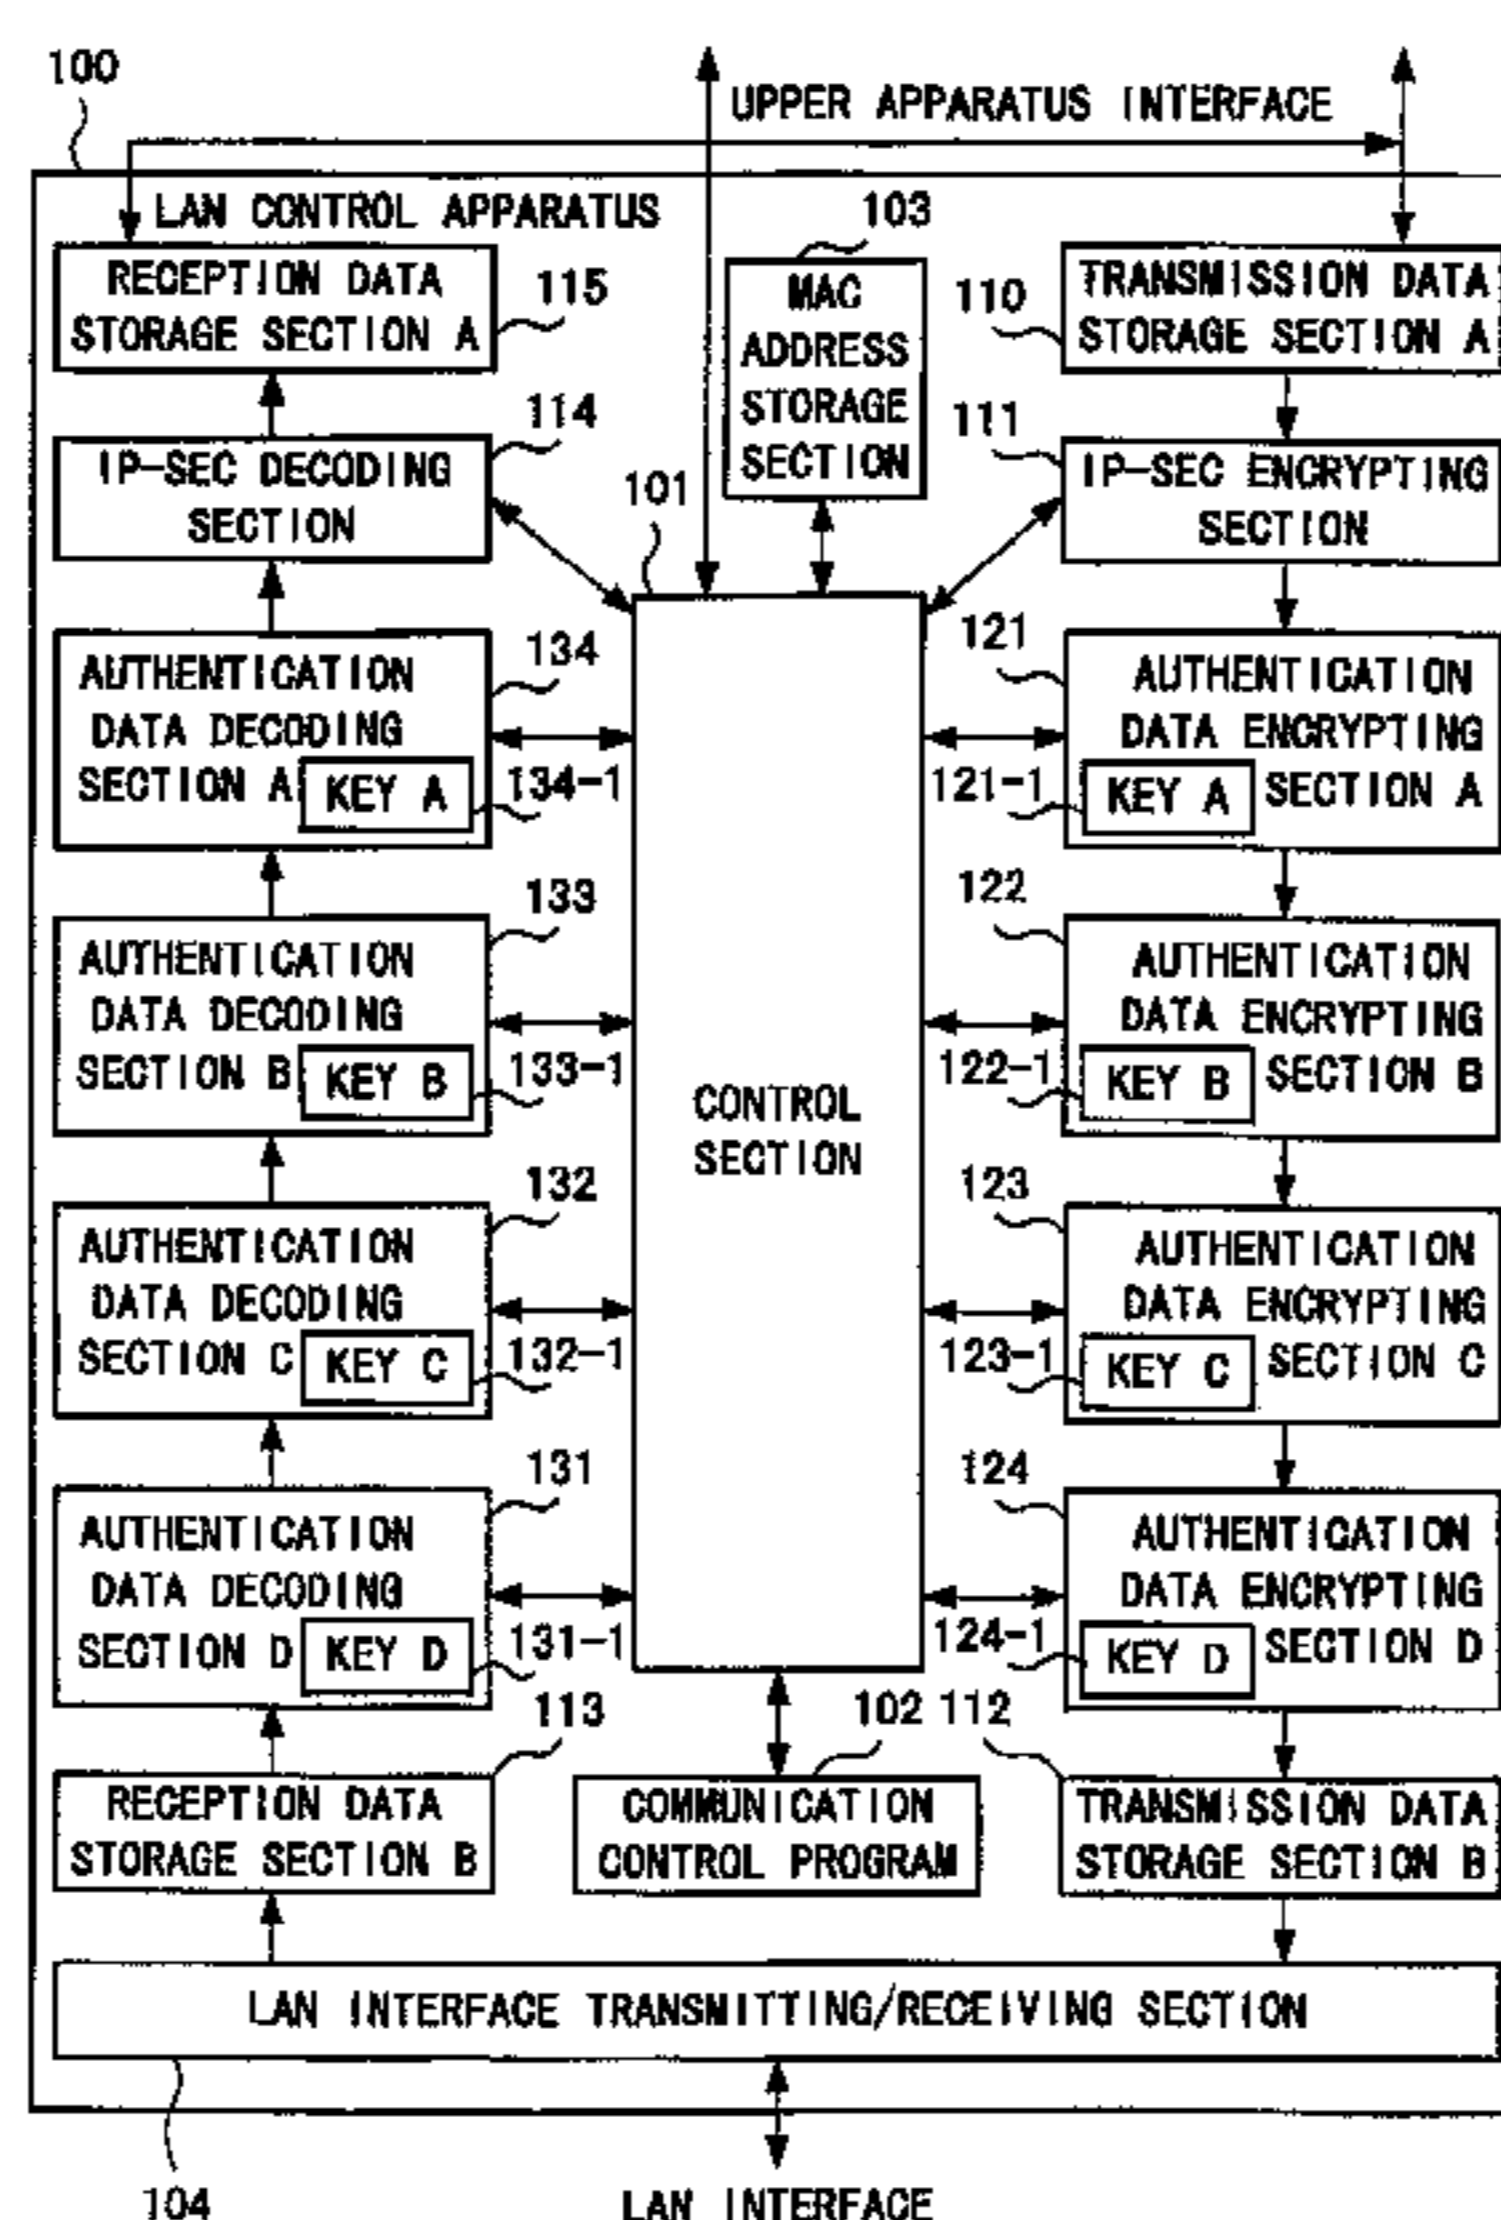 100
UPPER APPARATUS INTERFACE
LAN CONTROL APPARATUS
103
RECEPTION DATA
STORAGE SECTION A
115
MAC
ADDRESS
STORAGE
SECTION
110
TRANSMISSION DATA
STORAGE SECTION A
114
IP-SEC DECODING
SECTION
101
111
IP-SEC ENCRYPTING
SECTION
134
AUTHENTICATION
DATA DECODING
SECTION A
KEY A
134-1
121
AUTHENTICATION
DATA ENCRYPTING
SECTION A
121-1
KEY A
133
AUTHENTICATION
DATA DECODING
SECTION B
KEY B
133-1
CONTROL
SECTION
122
AUTHENTICATION
DATA ENCRYPTING
SECTION B
122-1
KEY B
132
AUTHENTICATION
DATA DECODING
SECTION C
KEY C
132-1
123
AUTHENTICATION
DATA ENCRYPTING
SECTION C
123-1
KEY C
131
AUTHENTICATION
DATA DECODING
SECTION D
KEY D
131-1
124
AUTHENTICATION
DATA ENCRYPTING
SECTION D
124-1
KEY D
113
RECEPTION DATA
STORAGE SECTION B
102
COMMUNICATION
CONTROL PROGRAM
112
TRANSMISSION DATA
STORAGE SECTION B
LAN INTERFACE TRANSMITTING/RECEIVING SECTION
104
LAN INTERFACE